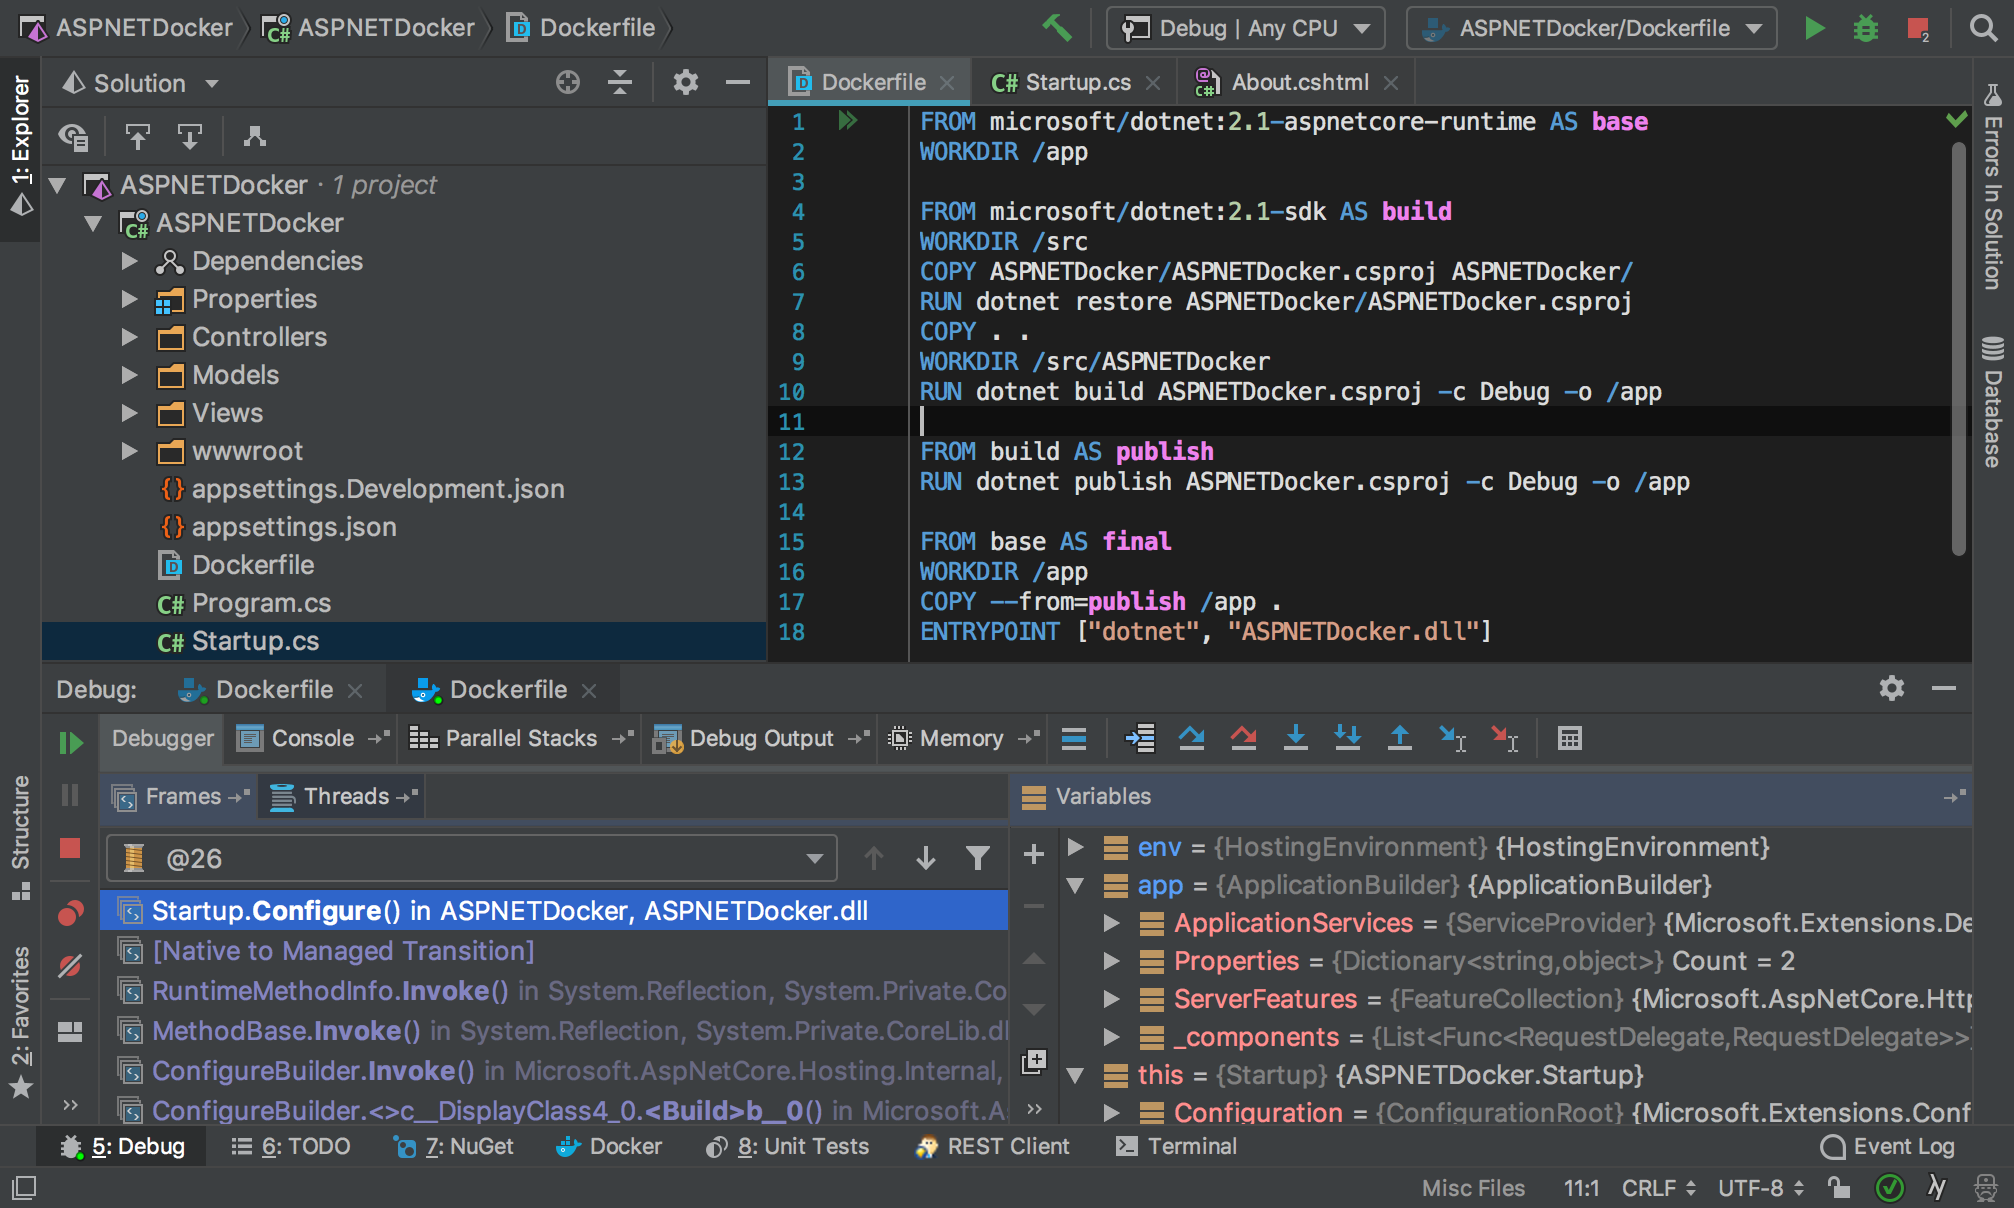 ASPNETDocker ASPNETDocker Dockerfile Debug | Any CPU ASPNETDocker/Dockerfile 2
1: Explorer
Structure
2: Favorites
Solution
ASPNETDocker · 1 project
C# ASPNETDocker
Dependencies
Properties
Controllers
Models
Views
wwwroot
{} appsettings.Development.json
{} appsettings.json
D Dockerfile
C# Program.cs
C# Startup.cs
D Dockerfile C# Startup.cs @ C# About.cshtml
1 FROM microsoft/dotnet:2.1-aspnetcore-runtime AS base
2 WORKDIR /app
3
4 FROM microsoft/dotnet:2.1-sdk AS build
5 WORKDIR /src
6 COPY ASPNETDocker/ASPNETDocker.csproj ASPNETDocker/
7 RUN dotnet restore ASPNETDocker/ASPNETDocker.csproj
8 COPY . .
9 WORKDIR /src/ASPNETDocker
10 RUN dotnet build ASPNETDocker.csproj -c Debug -o /app
11
12 FROM build AS publish
13 RUN dotnet publish ASPNETDocker.csproj -c Debug -o /app
14
15 FROM base AS final
16 WORKDIR /app
17 COPY --from=publish /app .
18 ENTRYPOINT ["dotnet", "ASPNETDocker.dll"]
Errors In Solution
Database
Debug: Dockerfile Dockerfile
Debugger Console Parallel Stacks Debug Output Memory
Frames Threads
@26
Startup.Configure() in ASPNETDocker, ASPNETDocker.dll
[Native to Managed Transition]
RuntimeMethodInfo.Invoke() in System.Reflection, System.Private.Co
MethodBase.Invoke() in System.Reflection, System.Private.CoreLib.dl
ConfigureBuilder.Invoke() in Microsoft.AspNetCore.Hosting.Internal,
ConfigureBuilder.<>c__DisplayClass4_0.<Build>b__0() in Microsoft.As
Variables
env = {HostingEnvironment} {HostingEnvironment}
app = {ApplicationBuilder} {ApplicationBuilder}
ApplicationServices = {ServiceProvider} {Microsoft.Extensions.De
Properties = {Dictionary<string,object>} Count = 2
ServerFeatures = {FeatureCollection} {Microsoft.AspNetCore.Http
_components = {List<Func<RequestDelegate,RequestDelegate>>}
this = {Startup} {ASPNETDocker.Startup}
Configuration = {ConfigurationRoot} {Microsoft.Extensions.Conf
5: Debug 6: TODO 7: NuGet Docker 8: Unit Tests REST Client Terminal Event Log
Misc Files 11:1 CRLF UTF-8